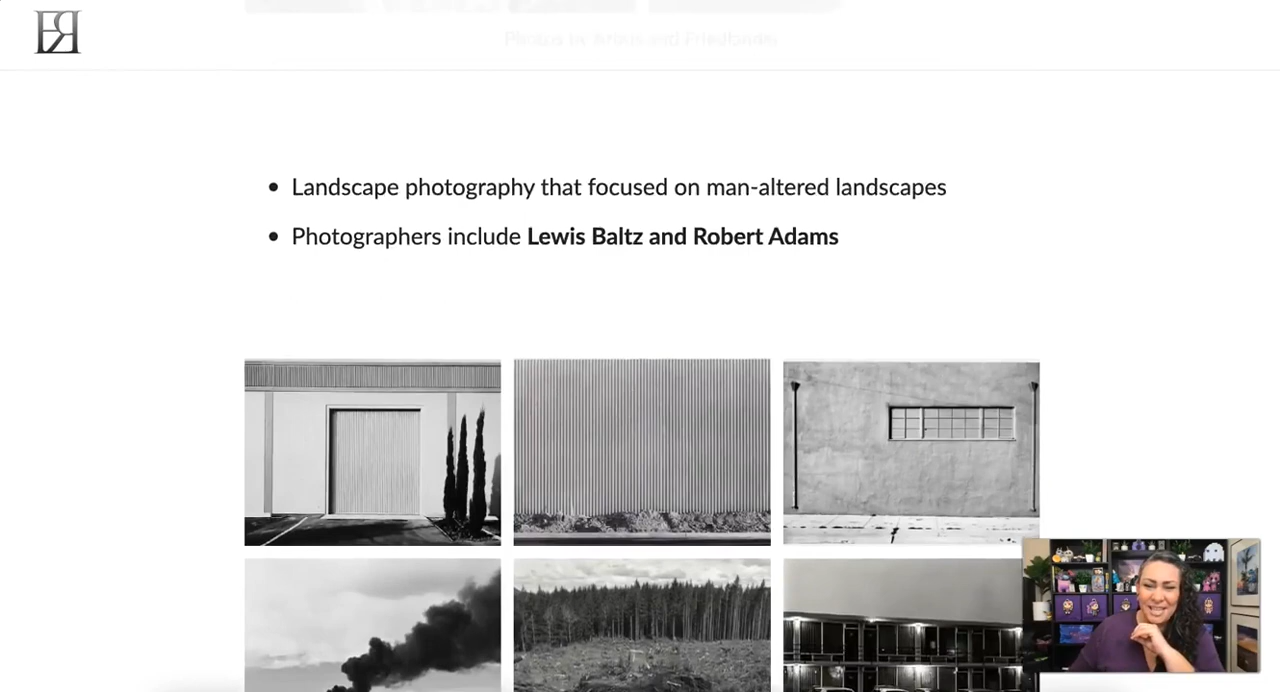 Landscape photography that focused on man-altered landscapes
Photographers include Lewis Baltz and Robert Adams